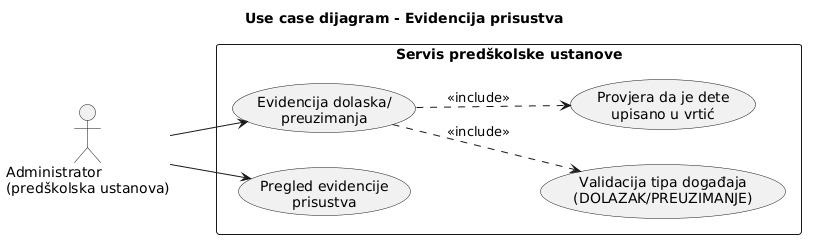 Use case dijagram - Evidencija prisustva
Servis predškolske ustanove
Administrator
(predškolska ustanova)
Evidencija dolaska/
preuzimanja
«include»
Provjera da je dete
upisano u vrtić
«include»
Pregled evidencije
prisustva
Validacija tipa događaja
(DOLAZAK/PREUZIMANJE)